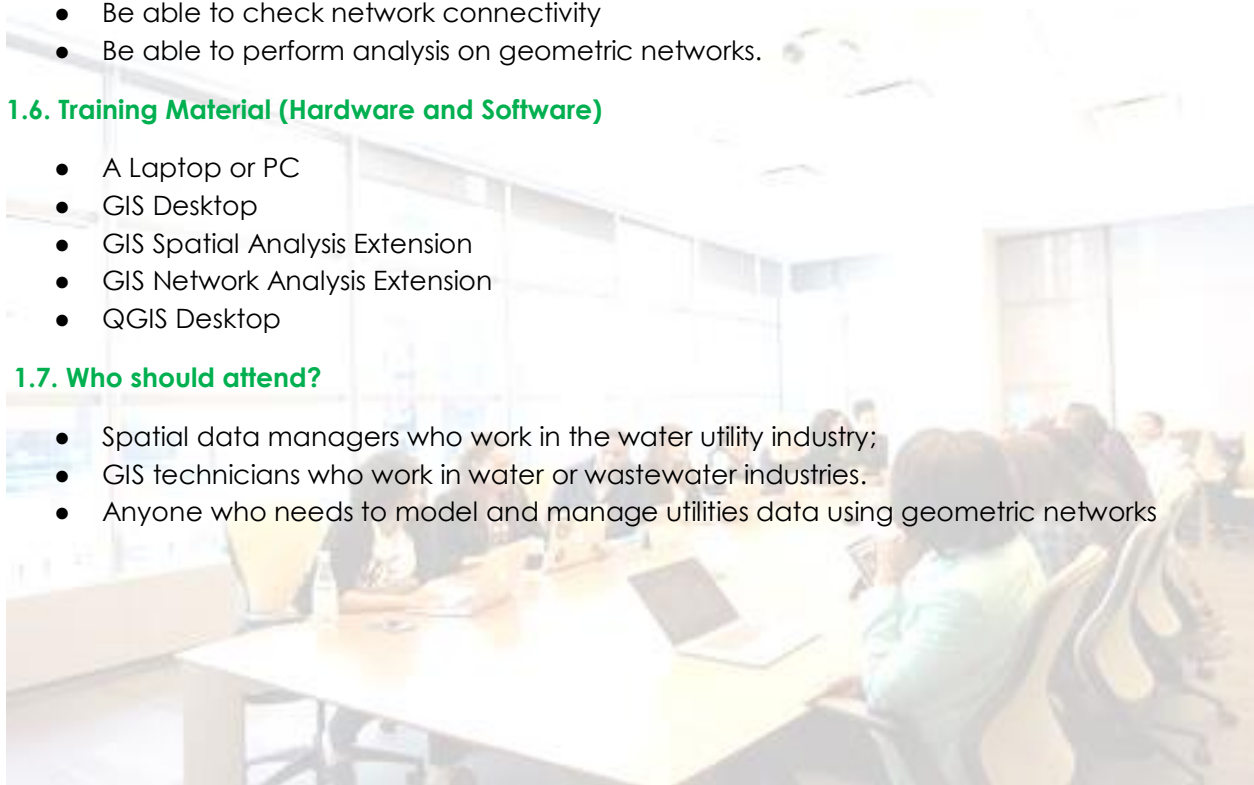 ● Be able to check network connectivity
● Be able to perform analysis on geometric networks.
1.6. Training Material (Hardware and Software)
● A Laptop or PC
● GIS Desktop
● GIS Spatial Analysis Extension
● GIS Network Analysis Extension
● QGIS Desktop
1.7. Who should attend?
● Spatial data managers who work in the water utility industry;
● GIS technicians who work in water or wastewater industries.
● Anyone who needs to model and manage utilities data using geometric networks